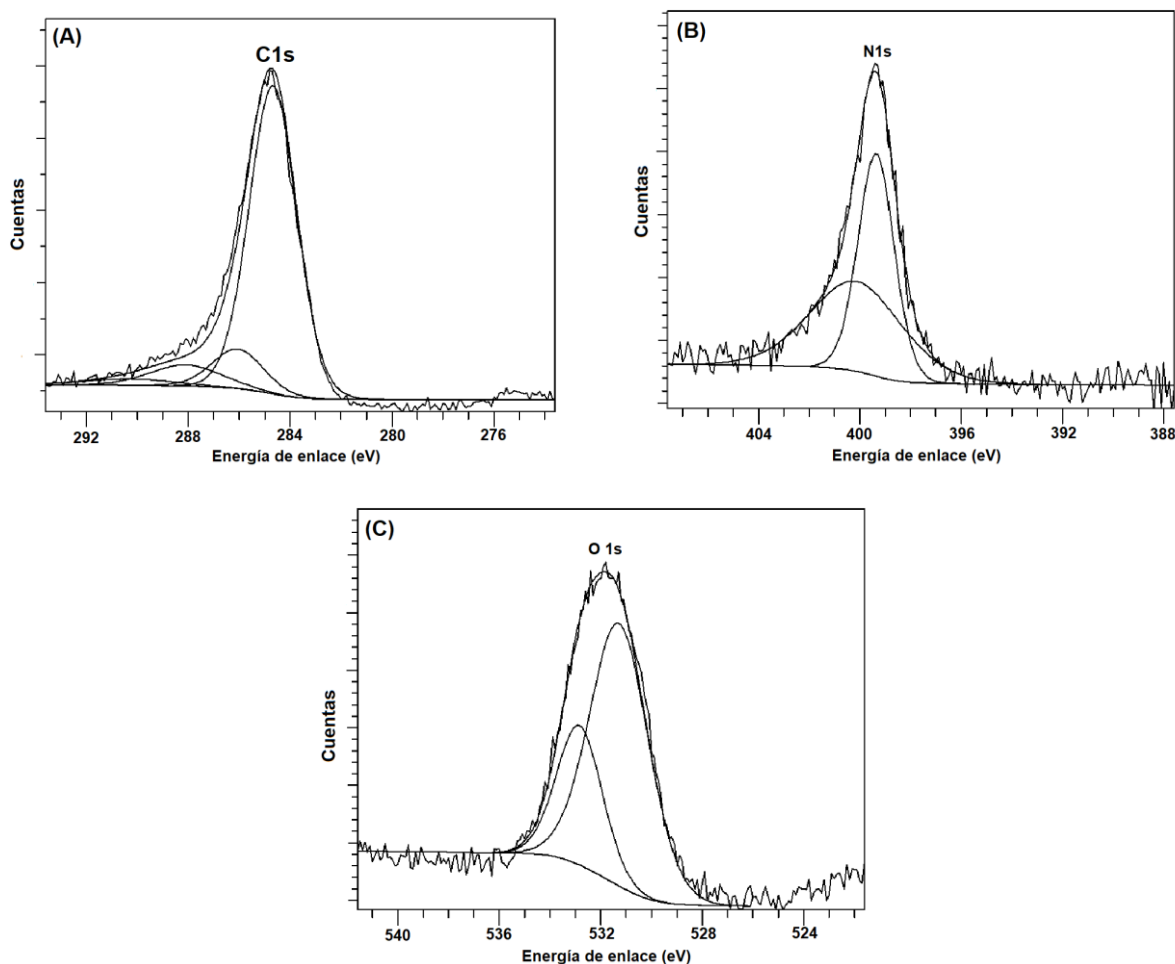 (A)
C1s
Cuentas
292 288 284 280 276
Energía de enlace (eV)
(B)
N1s
Cuentas
404 400 396 392 388
Energía de enlace (eV)
(C)
O 1s
Cuentas
540 536 532 528 524
Energía de enlace (eV)